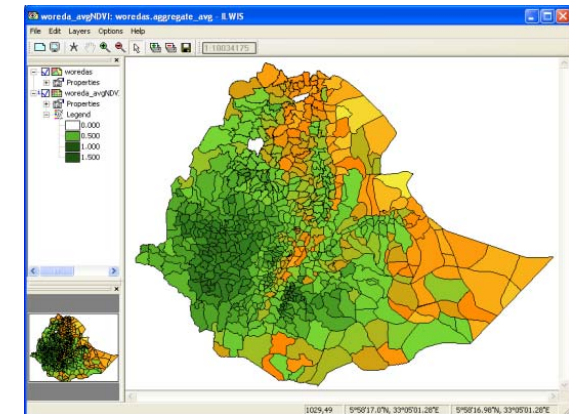 woreda_avgNDVI: woredas.aggregate_avg - ILWIS
File Edit Layers Options Help
1:10034175
woredas
Properties
woreda_avgNDV
Properties
Legend
0.000
0.500
1.000
1.500
1029,49 5°58'17.0"N, 33°05'01.28"E 5°58'16.98"N, 33°05'01.28"E